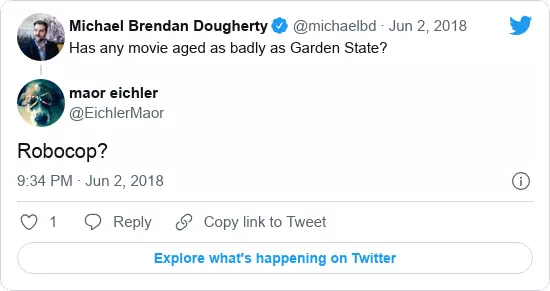 Michael Brendan Dougherty @michaelbd · Jun 2, 2018
Has any movie aged as badly as Garden State?
maor eichler
@EichlerMaor
Robocop?
9:34 PM · Jun 2, 2018
1 Reply Copy link to Tweet
Explore what's happening on Twitter